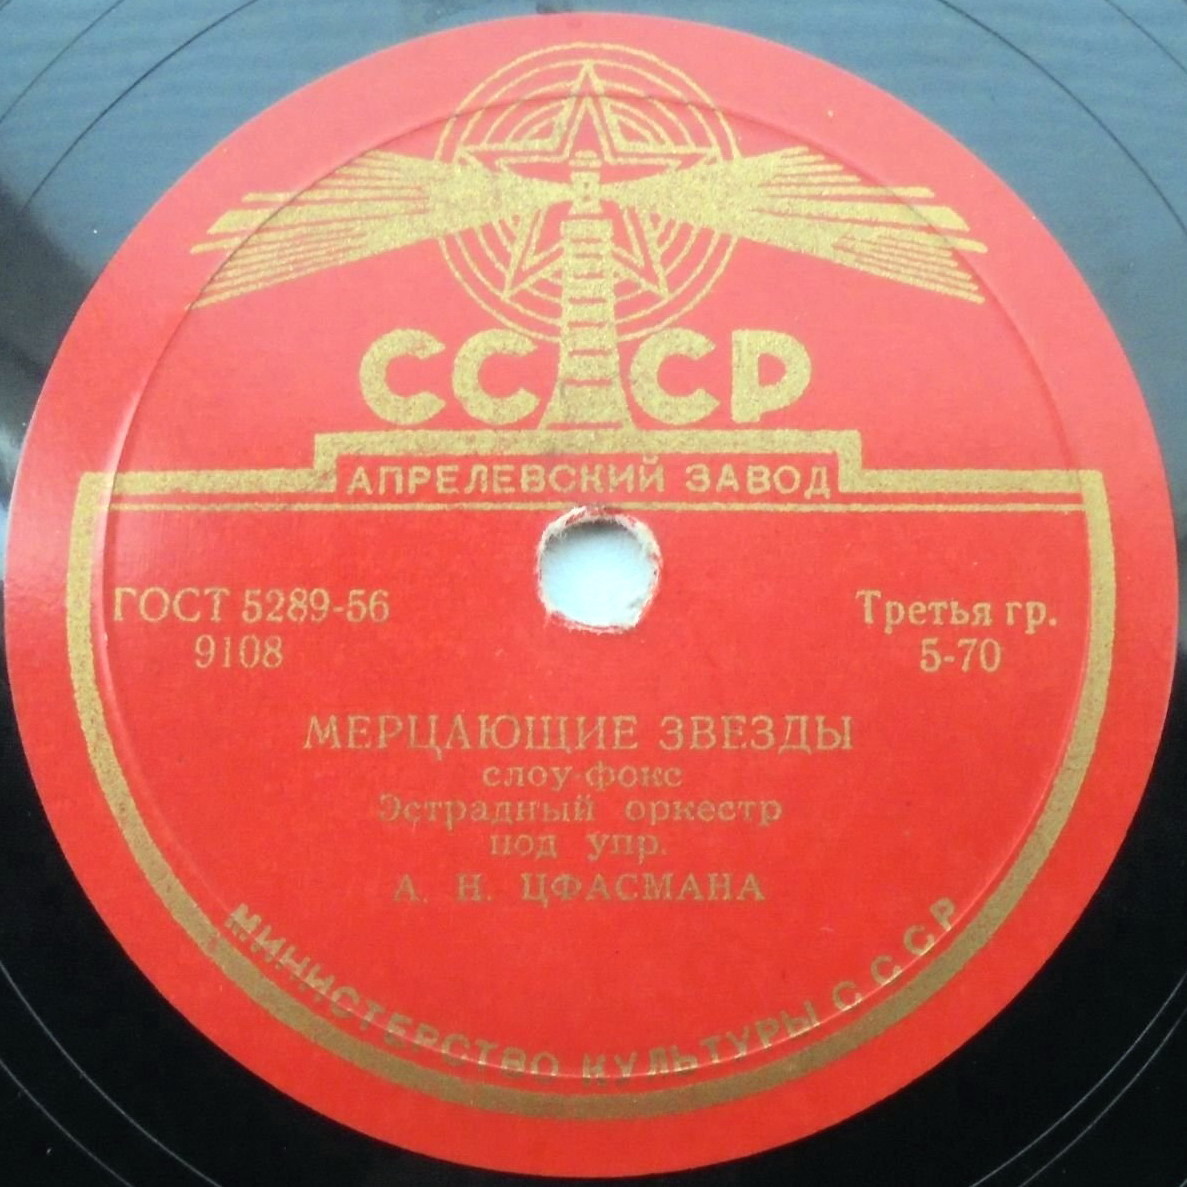 СССР
АПРЕЛЕВСКИЙ ЗАВОД
ГОСТ 5289-56
9108
Третья гр.
5-70
МЕРЦАЮЩИЕ ЗВЕЗДЫ
слоу-фокс
Эстрадный оркестр
под упр.
А. Н. ЦФАСМАНА
МИНИСТЕРСТВО КУЛЬТУРЫ СССР